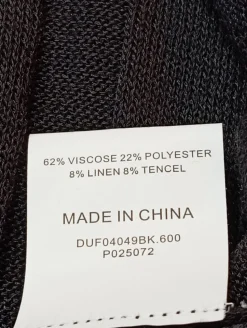 62% VISCOSE 22% POLYESTER
8% LINEN 8% TENCEL
MADE IN CHINA
DUF04049BK.600
P025072